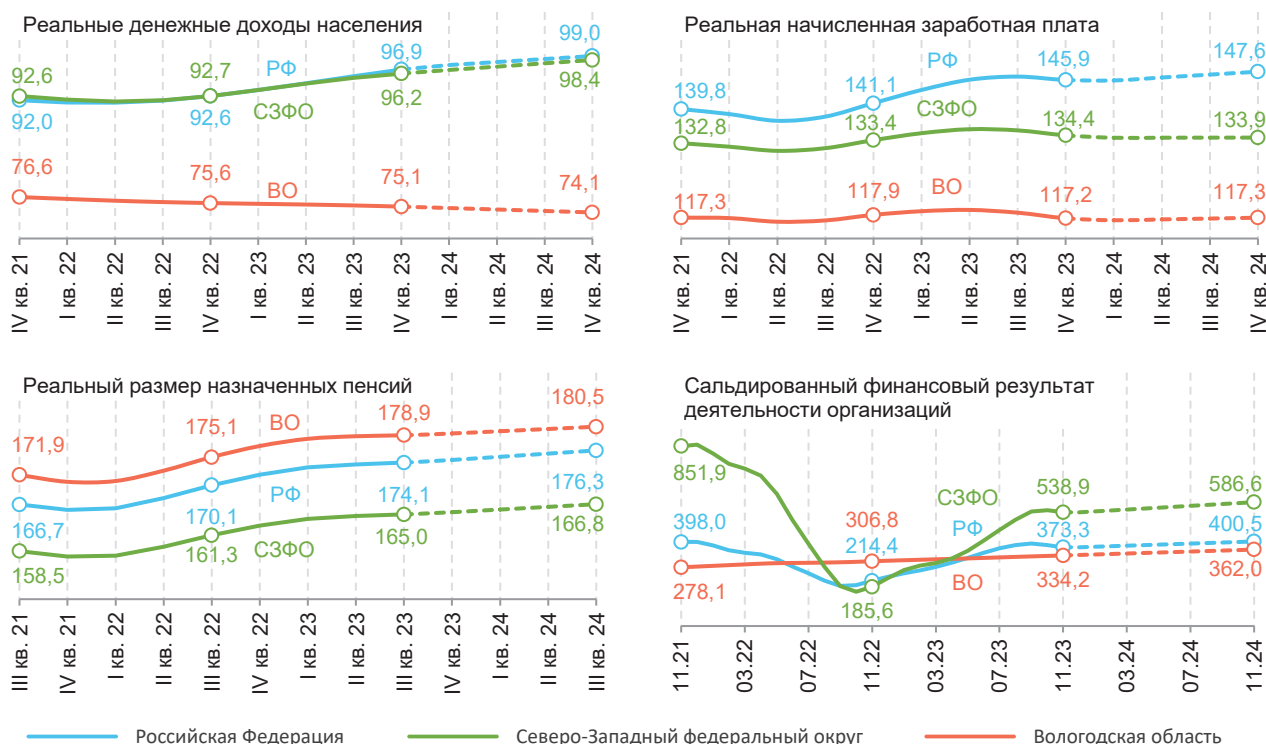 Реальные денежные доходы населения
92,6
92,7
РФ
96,9
99,0
92,0
92,6
СЗФО
96,2
98,4
76,6
75,6
ВО
75,1
74,1
IV кв. 21
I кв. 22
II кв. 22
III кв. 22
IV кв. 22
I кв. 23
II кв. 23
III кв. 23
IV кв. 23
I кв. 24
II кв. 24
III кв. 24
IV кв. 24
Реальная начисленная заработная плата
139,8
141,1
РФ
145,9
147,6
132,8
133,4
СЗФО
134,4
133,9
117,3
117,9
ВО
117,2
117,3
IV кв. 21
I кв. 22
II кв. 22
III кв. 22
IV кв. 22
I кв. 23
II кв. 23
III кв. 23
IV кв. 23
I кв. 24
II кв. 24
III кв. 24
IV кв. 24
Реальный размер назначенных пенсий
171,9
175,1
ВО
178,9
180,5
166,7
170,1
РФ
174,1
176,3
158,5
161,3
СЗФО
165,0
166,8
III кв. 21
IV кв. 21
I кв. 22
II кв. 22
III кв. 22
IV кв. 22
I кв. 23
II кв. 23
III кв. 23
IV кв. 23
I кв. 24
II кв. 24
III кв. 24
Сальдированный финансовый результат
деятельности организаций
851,9
СЗФО
538,9
586,6
398,0
306,8
214,4
РФ
373,3
400,5
278,1
185,6
ВО
334,2
362,0
11.21
03.22
07.22
11.22
03.23
07.23
11.23
03.24
07.24
11.24
Российская Федерация
Северо-Западный федеральный округ
Вологодская область